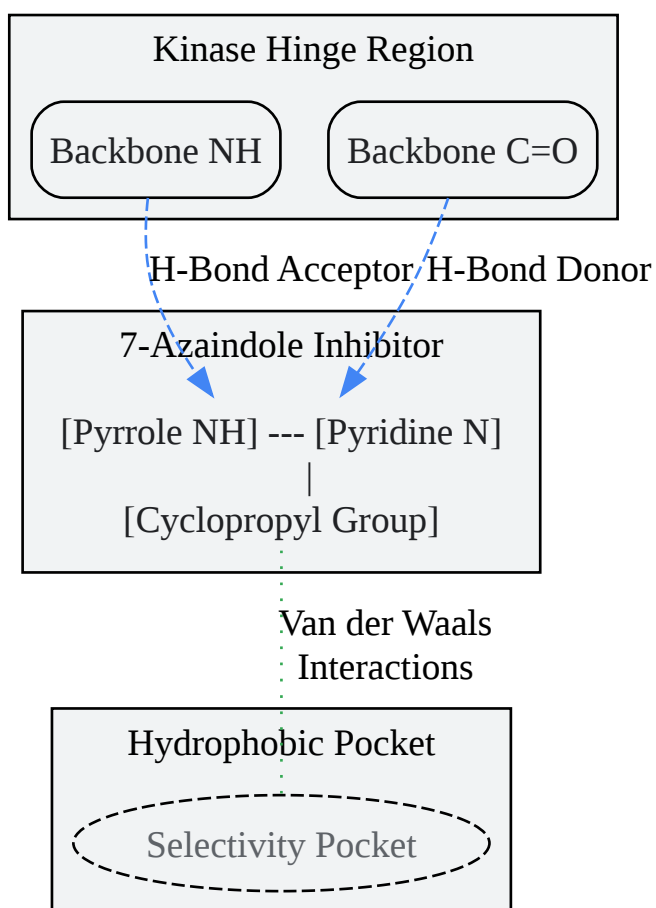 Kinase Hinge Region
Backbone NH
Backbone C=O
H-Bond Acceptor
H-Bond Donor
7-Azaindole Inhibitor
[Pyrrole NH] --- [Pyridine N]
|
[Cyclopropyl Group]
Van der Waals
Interactions
Hydrophobic Pocket
Selectivity Pocket